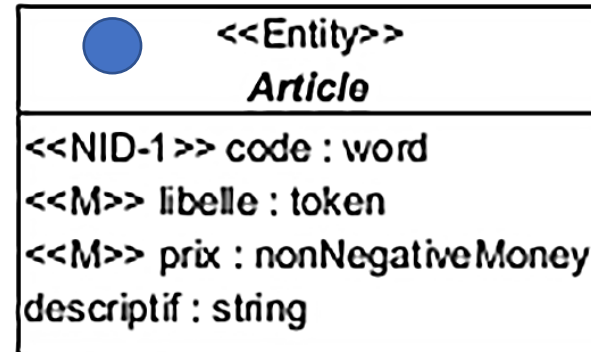 <<Entity>>
Article
<<NID-1>> code : word
<<M>> libelle : token
<<M>> prix : nonNegativeMoney
descriptif : string